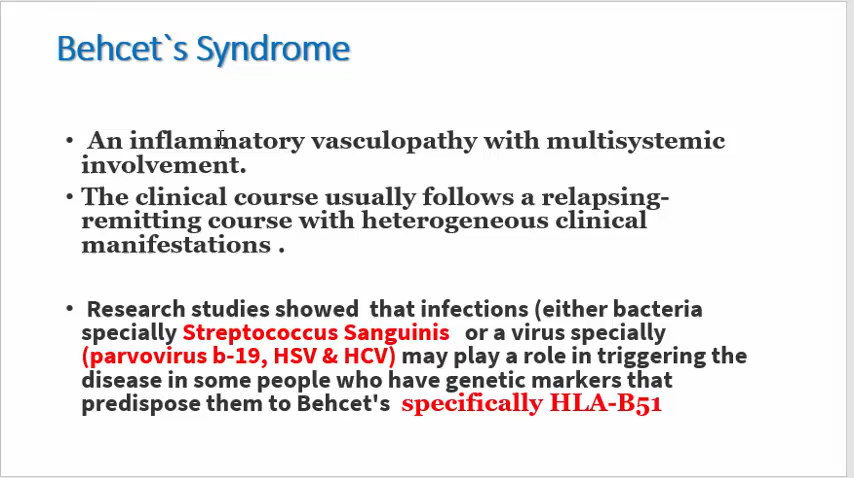 Behcet`s Syndrome
• An inflammatory vasculopathy with multisystemic
involvement.
• The clinical course usually follows a relapsing-
remitting course with heterogeneous clinical
manifestations .
• Research studies showed that infections (either bacteria
specially Streptococcus Sanguinis or a virus specially
(parvovirus b-19, HSV & HCV) may play a role in triggering the
disease in some people who have genetic markers that
predispose them to Behcet's specifically HLA-B51